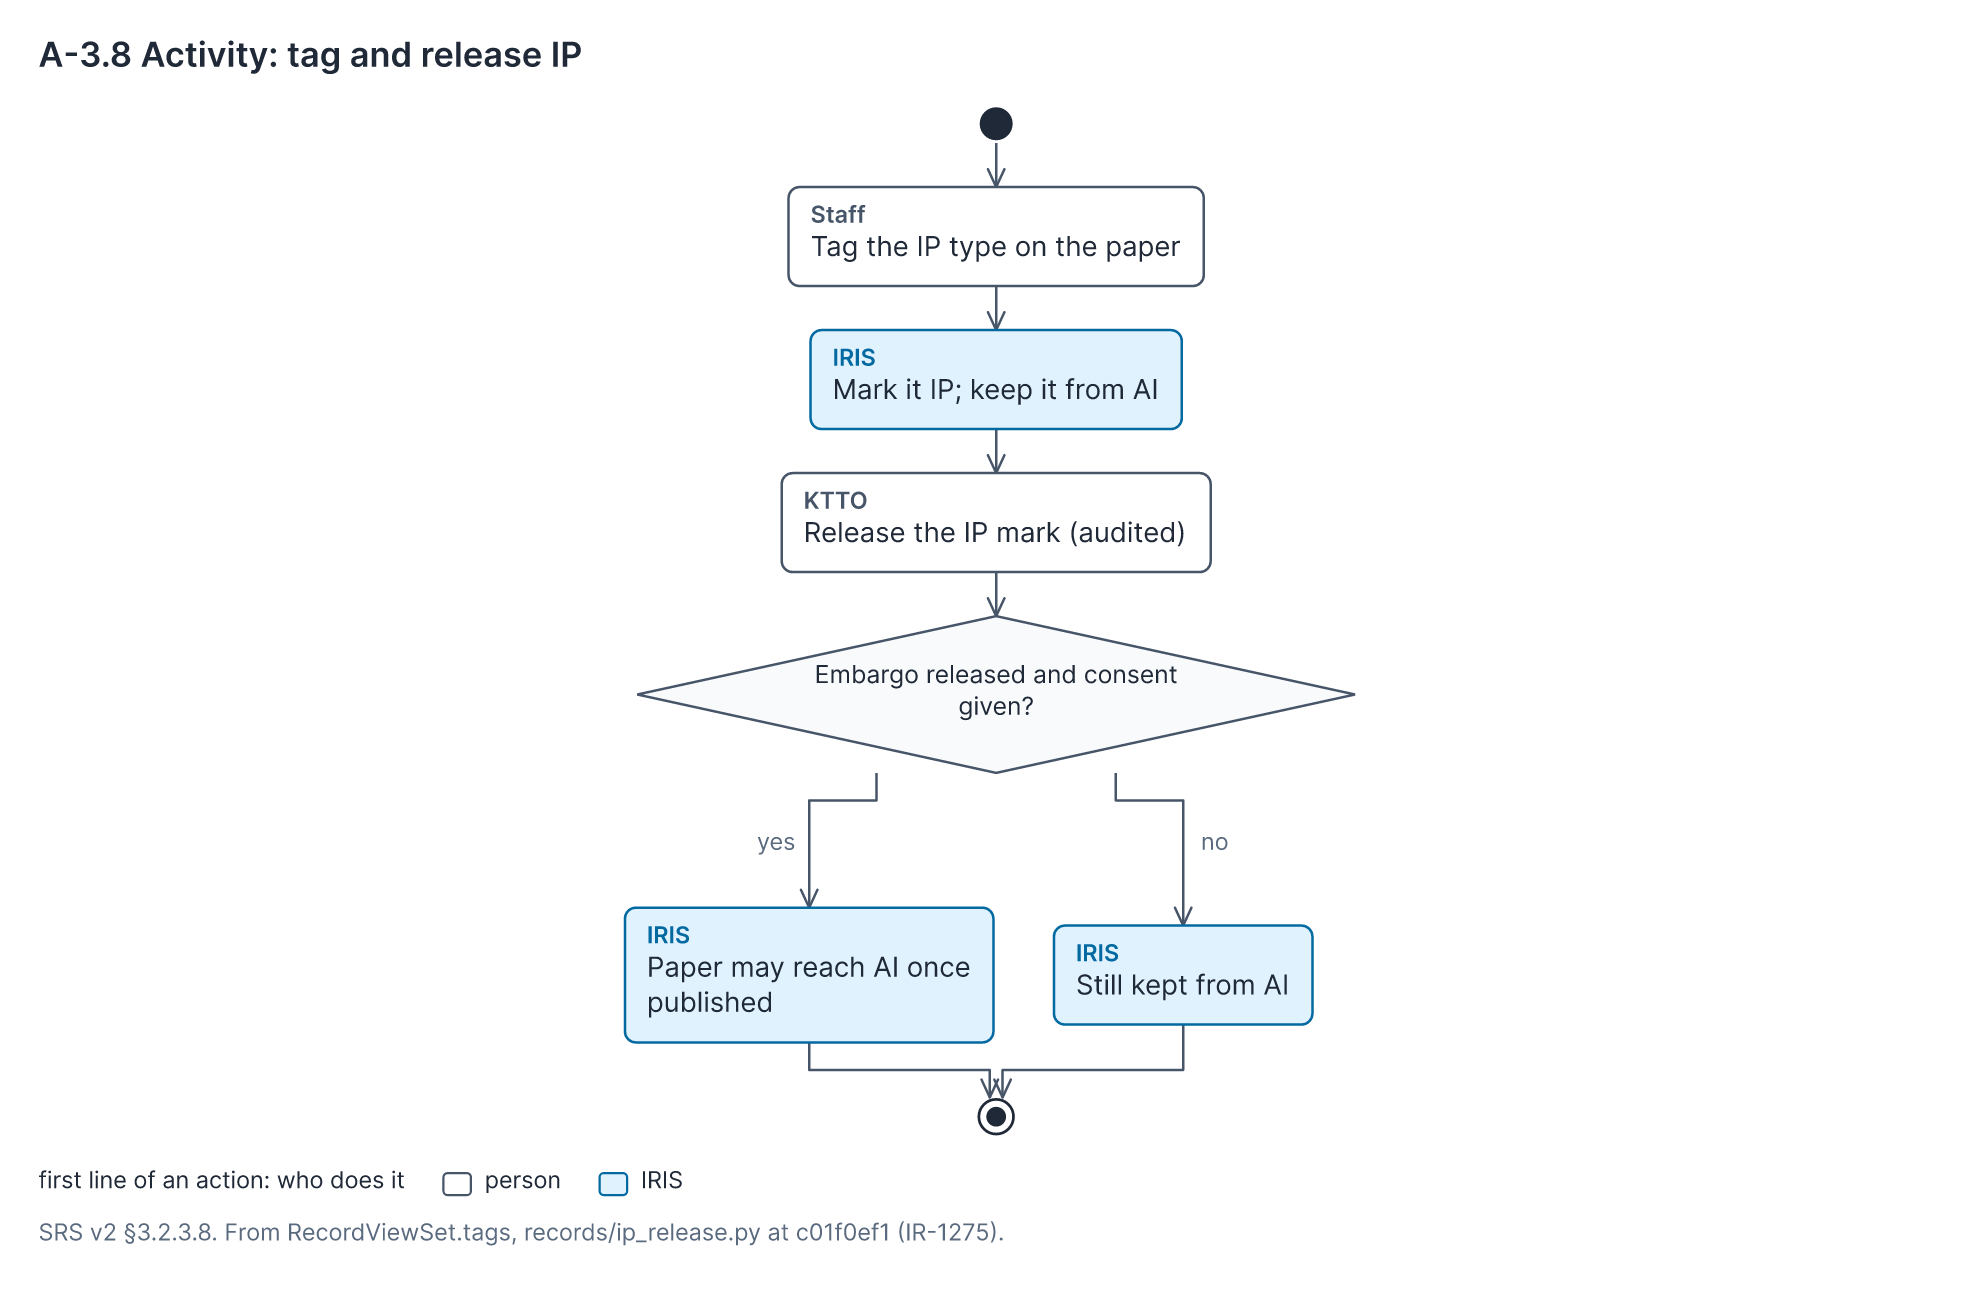 A-3.8 Activity: tag and release IP
Staff
Tag the IP type on the paper
IRIS
Mark it IP; keep it from AI
KTTO
Release the IP mark (audited)
Embargo released and consent
given?
yes
no
IRIS
Paper may reach AI once
published
IRIS
Still kept from AI
first line of an action: who does it
person
IRIS
SRS v2 §3.2.3.8. From RecordViewSet.tags, records/ip_release.py at c01f0ef1 (IR-1275).